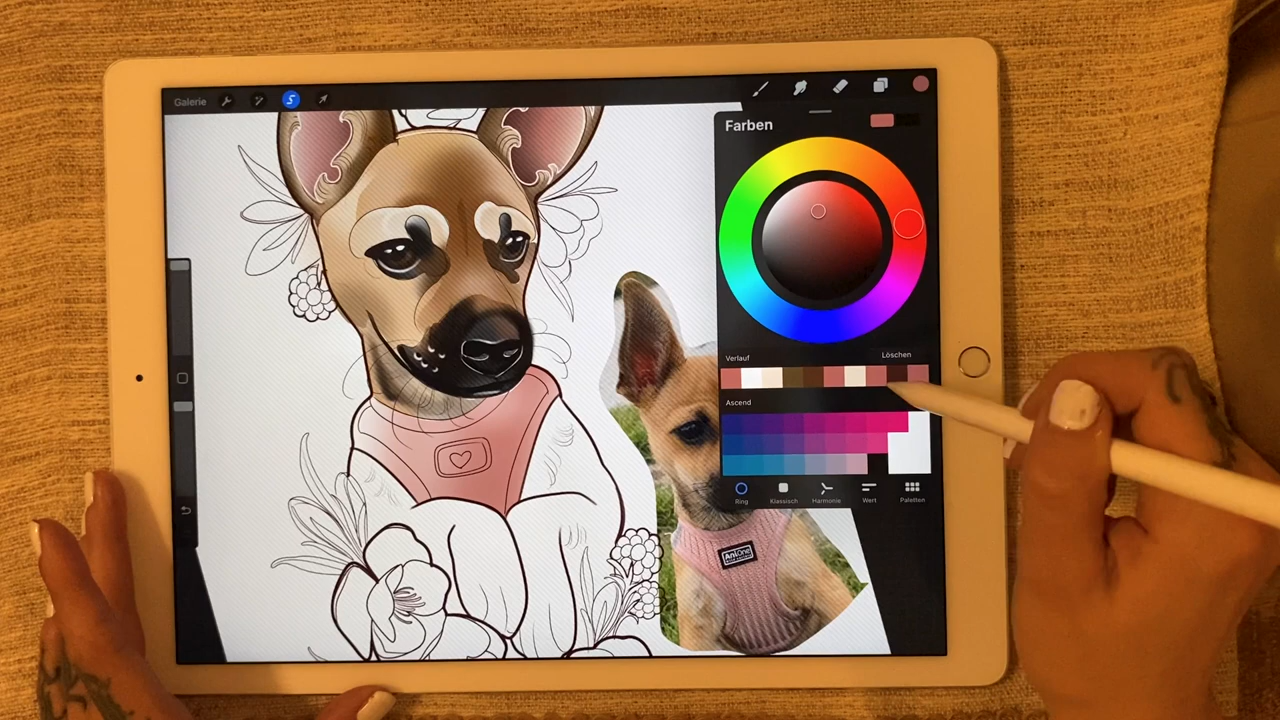 Galerie
Farben
Verlauf
Löschen
Ascend
Ring
Klassisch
Harmonie
Wert
Paletten
AniOne